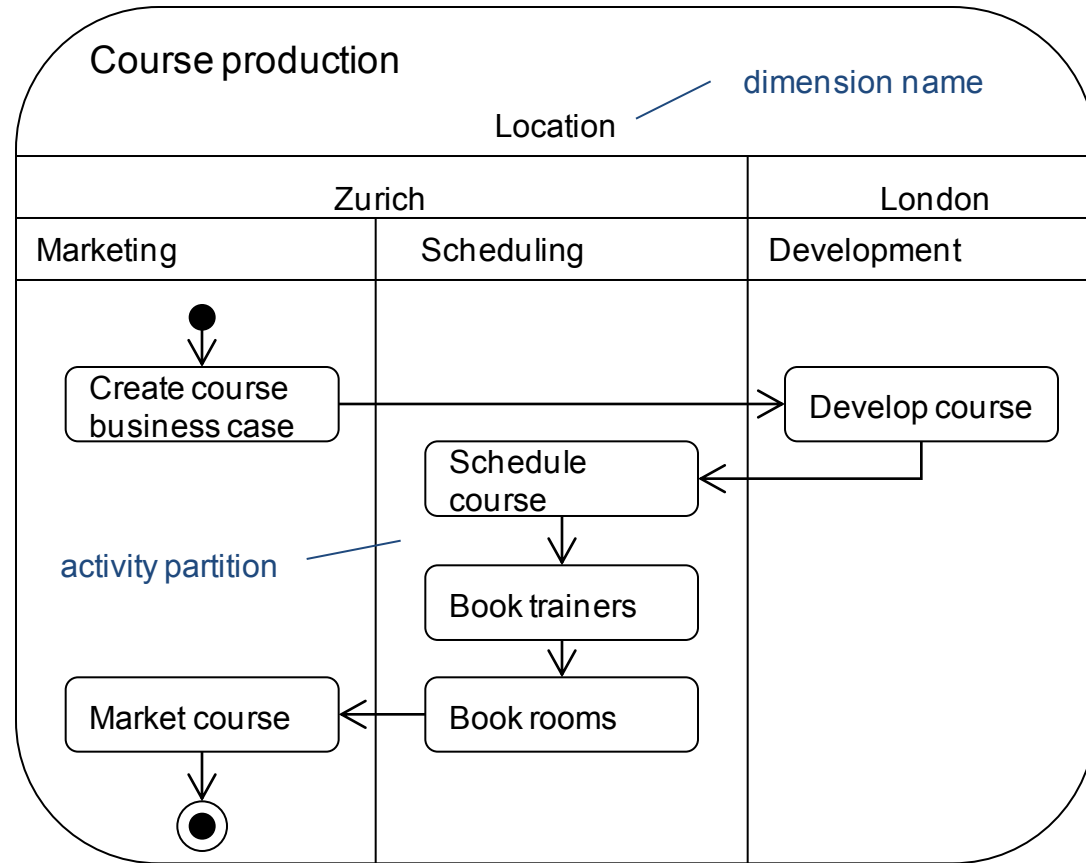 Course production
dimension name
Location
Zurich
London
Marketing
Scheduling
Development
Create course
business case
Develop course
Schedule
course
activity partition
Book trainers
Market course
Book rooms